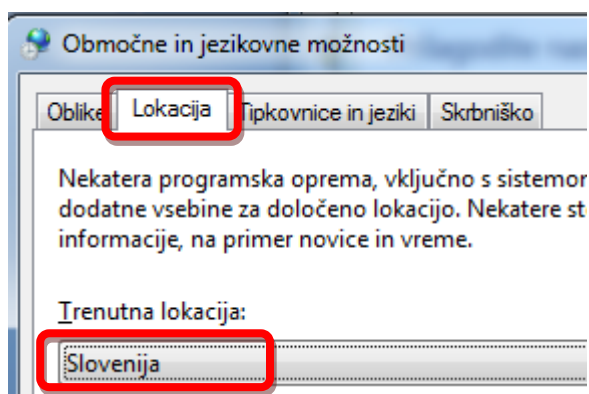 Območne in jezikovne možnosti
Oblike Lokacija Tipkovnice in jeziki Skrbniško
Nekatera programska oprema, vključno s sistemom
dodatne vsebine za določeno lokacijo. Nekatere st
informacije, na primer novice in vreme.
Trenutna lokacija:
Slovenija